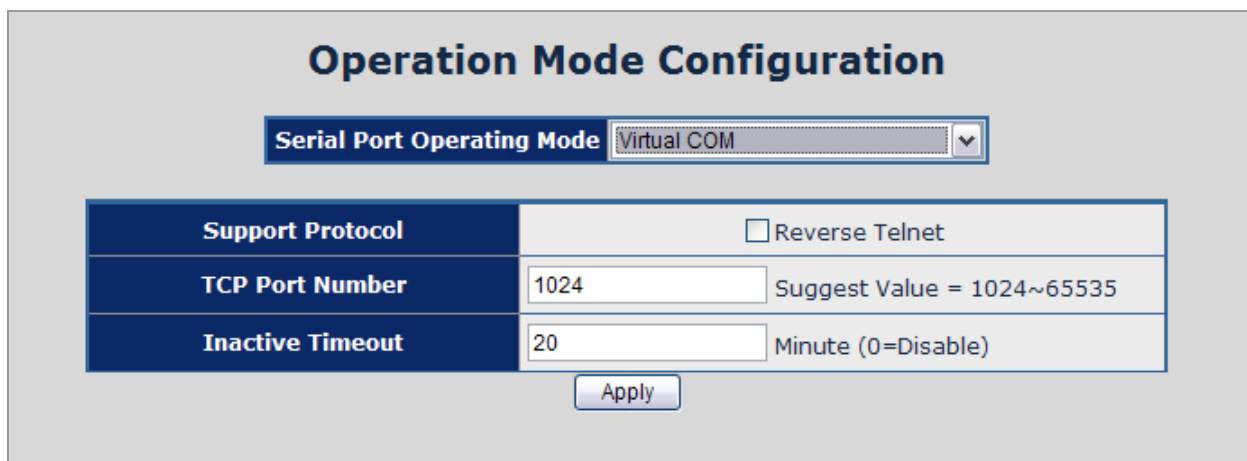 Operation Mode Configuration
Serial Port Operating Mode Virtual COM
Support Protocol Reverse Telnet
TCP Port Number 1024 Suggest Value = 1024~65535
Inactive Timeout 20 Minute (0=Disable)
Apply